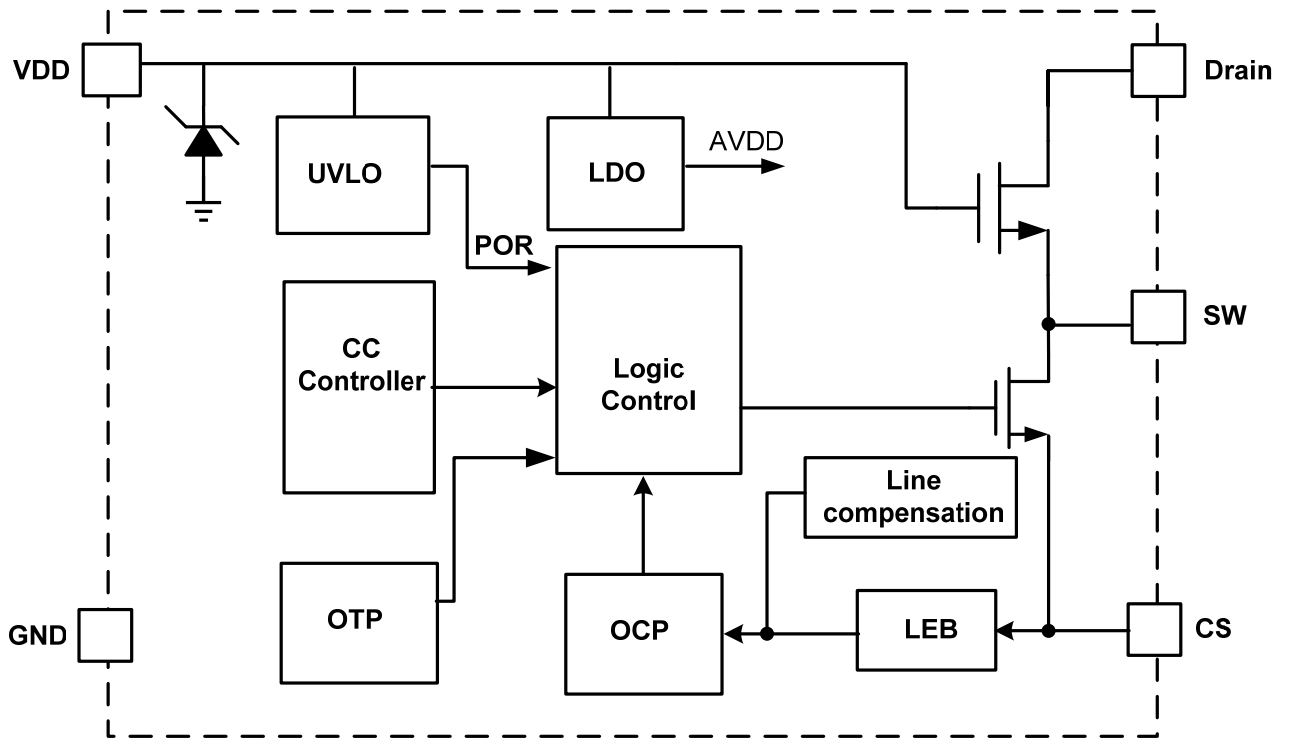 VDD
Drain
UVLO
LDO
AVDD
POR
SW
CC
Controller
Logic
Control
Line
compensation
OTP
OCP
LEB
GND
CS